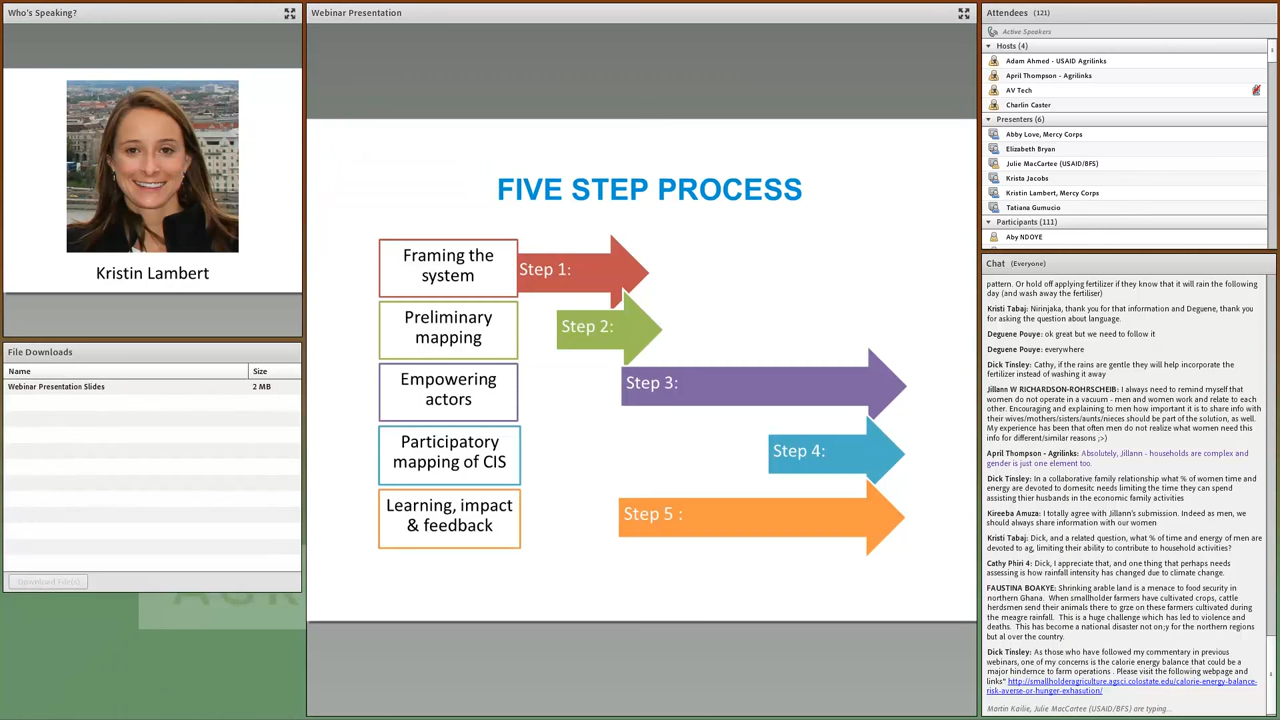 Who's Speaking?
Kristin Lambert
File Downloads
Name Size
Webinar Presentation Slides 2 MB
Download File(s)
AGR
Webinar Presentation
FIVE STEP PROCESS
Framing the
system
Step 1:
Preliminary
mapping
Step 2:
Empowering
actors
Step 3:
Participatory
mapping of CIS
Step 4:
Learning, impact
& feedback
Step 5 :
Attendees (121)
Active Speakers
Hosts (4)
Adam Ahmed - USAID Agrilinks
April Thompson - Agrilinks
AV Tech
Charlin Caster
Presenters (6)
Abby Love, Mercy Corps
Elizabeth Bryan
Julie MacCartee (USAID/BFS)
Krista Jacobs
Kristin Lambert, Mercy Corps
Tatiana Gumucio
Participants (111)
Aby NDOYE
Chat (Everyone)
pattern. Or hold off applying fertilizer if they know that it will rain the following
day (and wash away the fertiliser)
Kristi Tabaj: Nirinjaka, thank you for that information and Deguene, thank you
for asking the question about language.
Deguene Pouye: ok great but we need to follow it
Deguene Pouye: everywhere
Dick Tinsley: Cathy, if the rains are gentle they will help incorporate the
fertilizer instead of washing it away
Jillann W RICHARDSON-ROHRSCHEIB: I always need to remind myself that
women do not operate in a vacuum - men and women work and relate to each
other. Encouraging and explaining to men how important it is to share info with
their wives/mothers/sisters/aunts/nieces should be part of the solution, as well.
My experience has been that often men do not realize what women need this
info for different/similar reasons ;>)
April Thompson - Agrilinks: Absolutely, Jillann - households are complex and
gender is just one element too.
Dick Tinsley: In a collaborative family relationship what % of women time and
energy are devoted to domestic needs limiting the time they can spend
assisting thier husbands in the economic family activities
Kireeba Amuza: I totally agree with Jillann's submission. Indeed as men, we
should always share information with our women
Kristi Tabaj: Dick, and a related question, what % of time and energy of men are
devoted to ag, limiting their ability to contribute to household activities?
Cathy Phiri 4: Dick, I appreciate that, and one thing that perhaps needs
assessing is how rainfall intensity has changed due to climate change.
FAUSTINA BOAKYE: Shrinking arable land is a menace to food security in
northern Ghana. When smallholder farmers have cultivated crops, cattle
herdsmen send their animals there to grze on these farmers cultivated during
the meagre rainfall. This is a huge challenge which has led to violence and
deaths. This has become a national disaster not on;y for the northern regions
but al over the country.
Dick Tinsley: As those who have followed my commentary in previous
webinars, one of my concerns is the calorie energy balance that could be a
major hindernce to farm operations . Please visit the following webpage and
links" http://smallholderagriculture.agsci.colostate.edu/calorie-energy-balance-
risk-averse-or-hunger-exhasution/
Martin Kailie, Julie MacCartee (USAID/BFS) are typing...